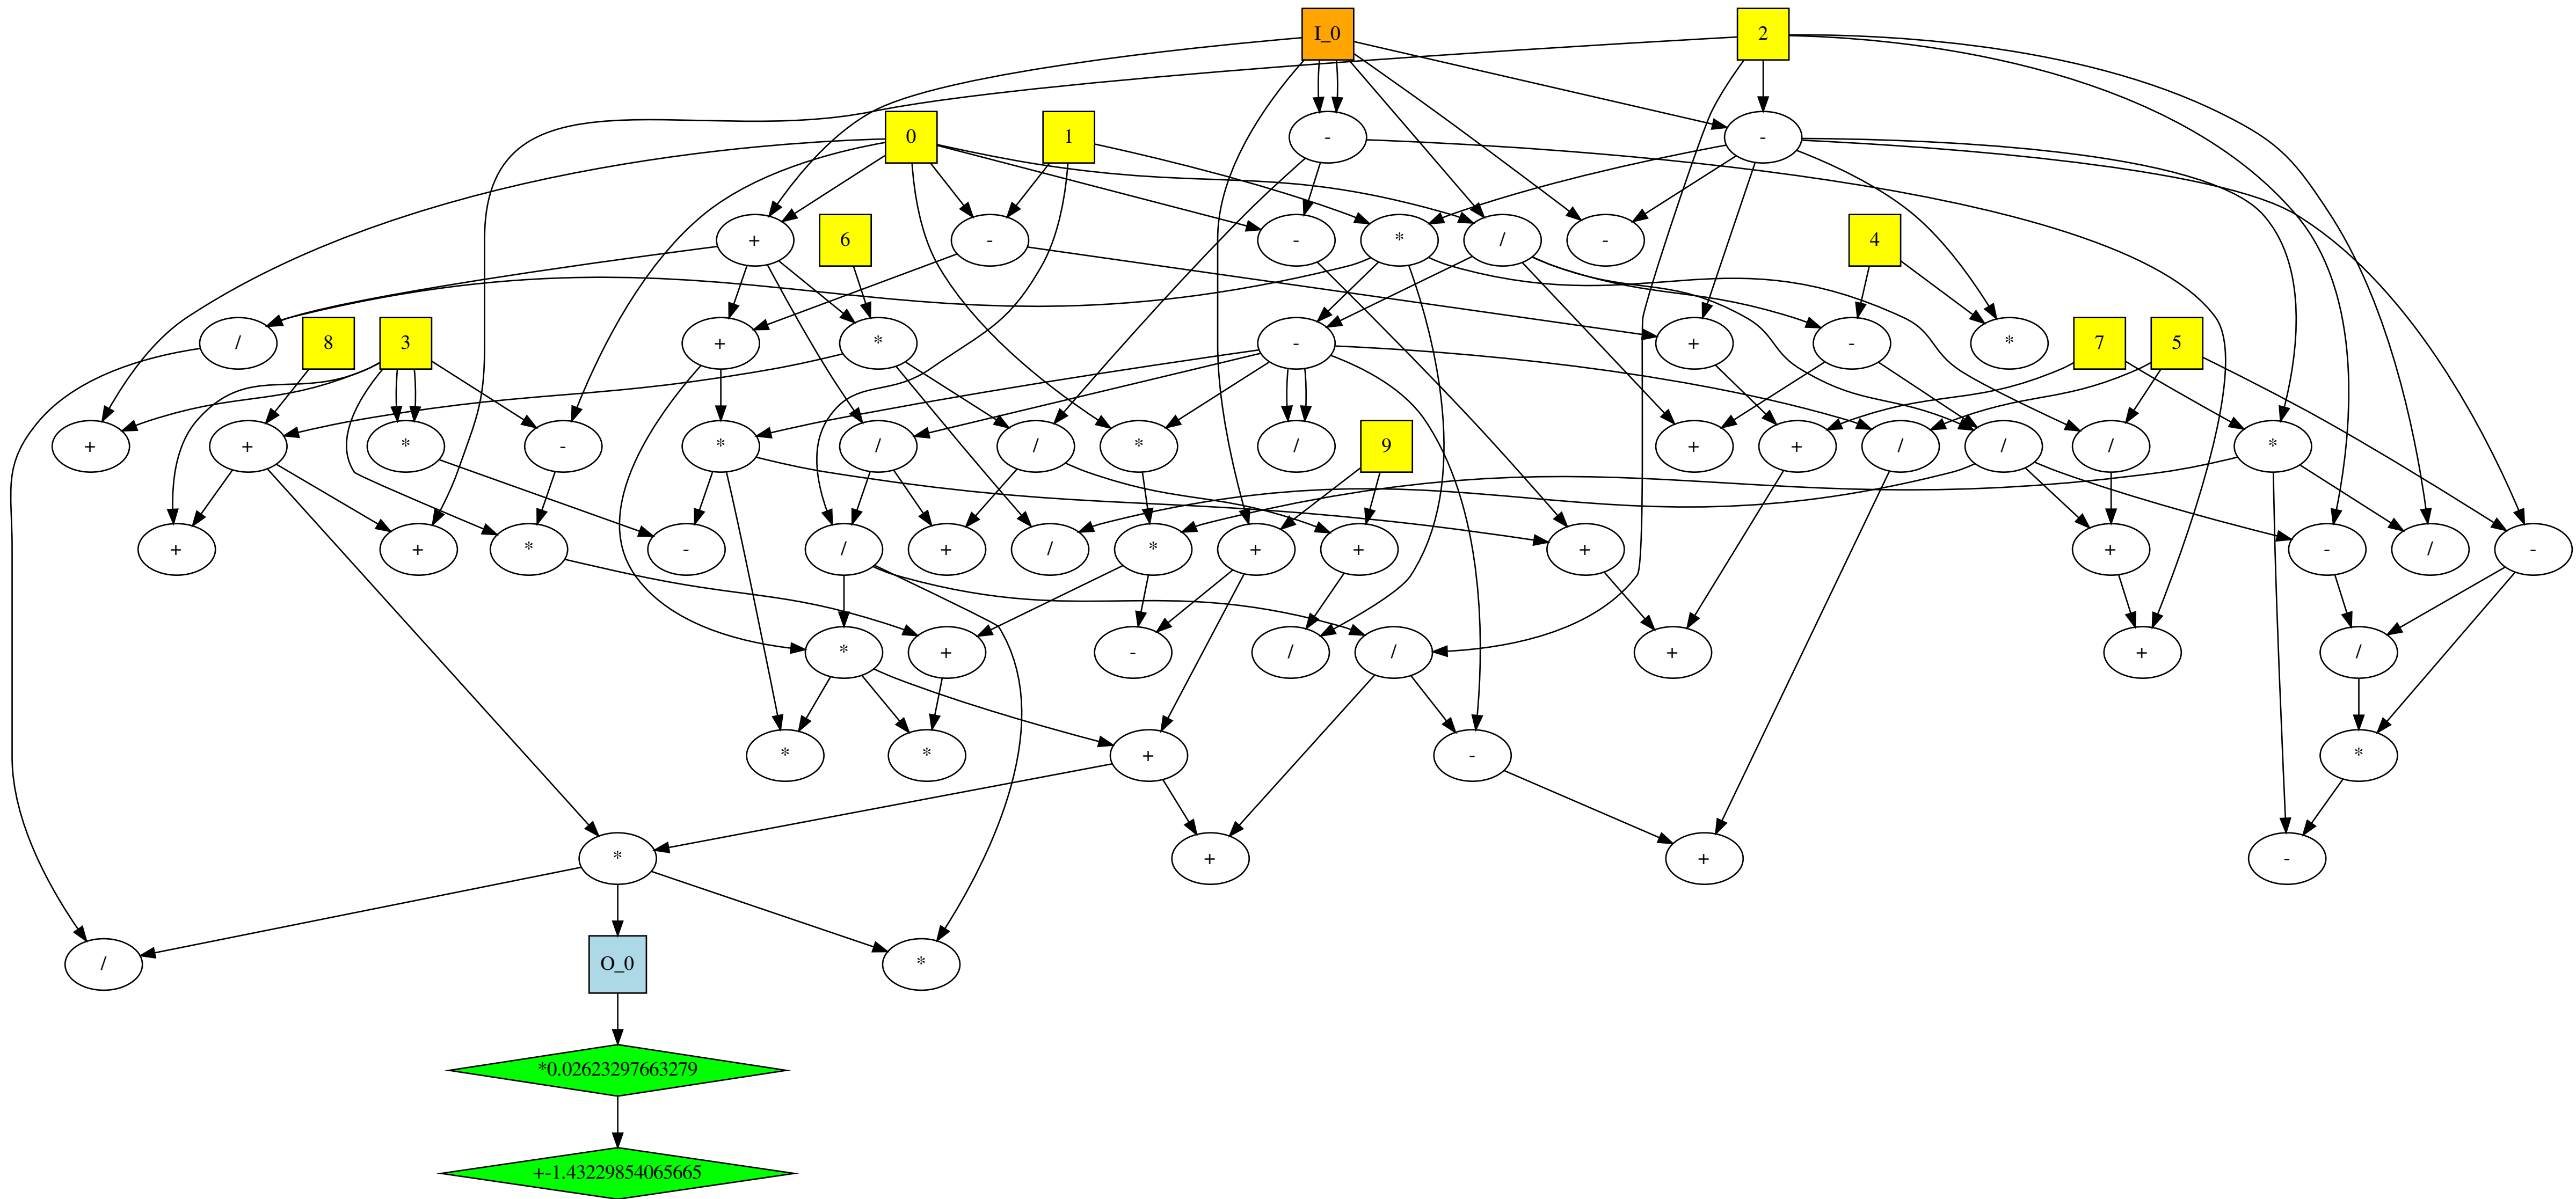 I_0 2
0 1 - -
+ 6 - - * / - 4
/ 8 3 + * - + - * 7 5
+ + * - * / / * / 9 + + / / / *
+ + * - / + / * + + + + - / -
* + - / / + + /
* * + - *
* + + -
/ O_0 *
*0.02623297663279
+-1.43229854065665